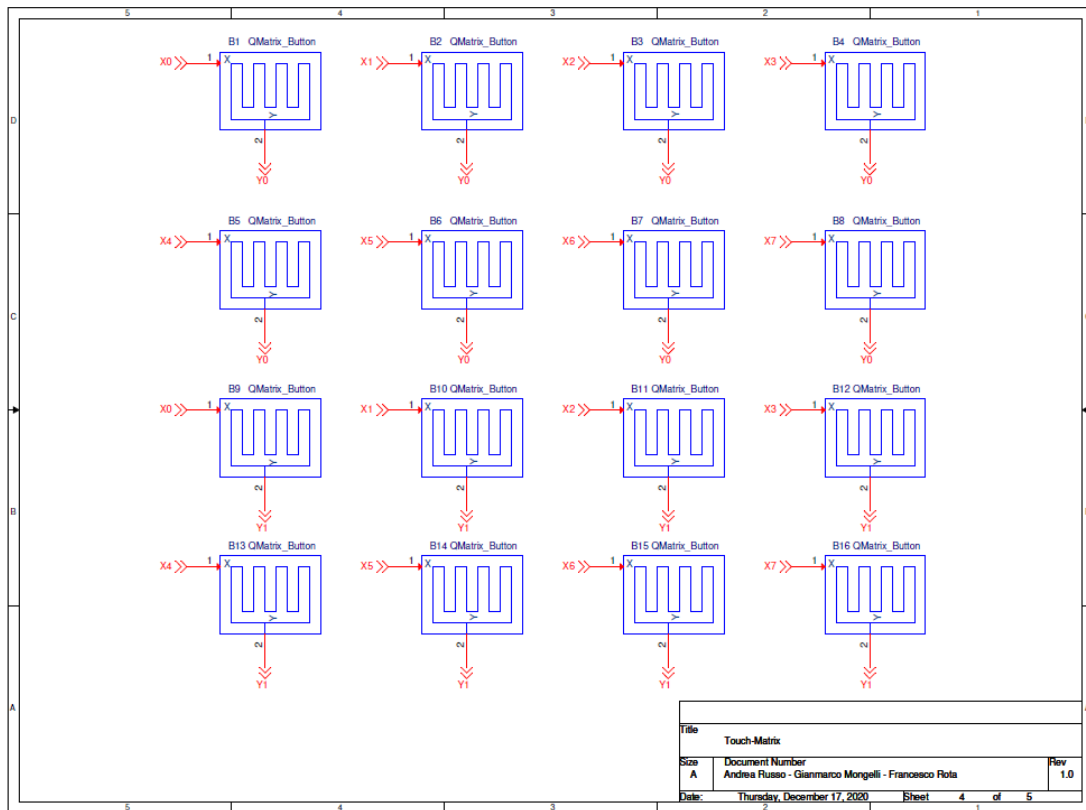 5 4 3 2 1
B1 QMatrix_Button B2 QMatrix_Button B3 QMatrix_Button B4 QMatrix_Button
X0 1 X X1 1 X X2 1 X X3 1 X
D
Y Y Y Y
2 2 2 2
Y0 Y0 Y0 Y0
B5 QMatrix_Button B6 QMatrix_Button B7 QMatrix_Button B8 QMatrix_Button
X4 1 X X5 1 X X6 1 X X7 1 X
Y Y Y Y
C
2 2 2 2
Y0 Y0 Y0 Y0
B9 QMatrix_Button B10 QMatrix_Button B11 QMatrix_Button B12 QMatrix_Button
X0 1 X X1 1 X X2 1 X X3 1 X
Y Y Y Y
2 2 2 2
B
Y1 Y1 Y1 Y1
B13 QMatrix_Button B14 QMatrix_Button B15 QMatrix_Button B16 QMatrix_Button
X4 1 X X5 1 X X6 1 X X7 1 X
Y Y Y Y
2 2 2 2
Y1 Y1 Y1 Y1
A
Title
Touch-Matrix
Size Document Number Rev
A Andrea Russo - Gianmarco Mongelli - Francesco Rota 1.0
Date: Thursday, December 17, 2020 Sheet 4 of 5
5 4 3 2 1